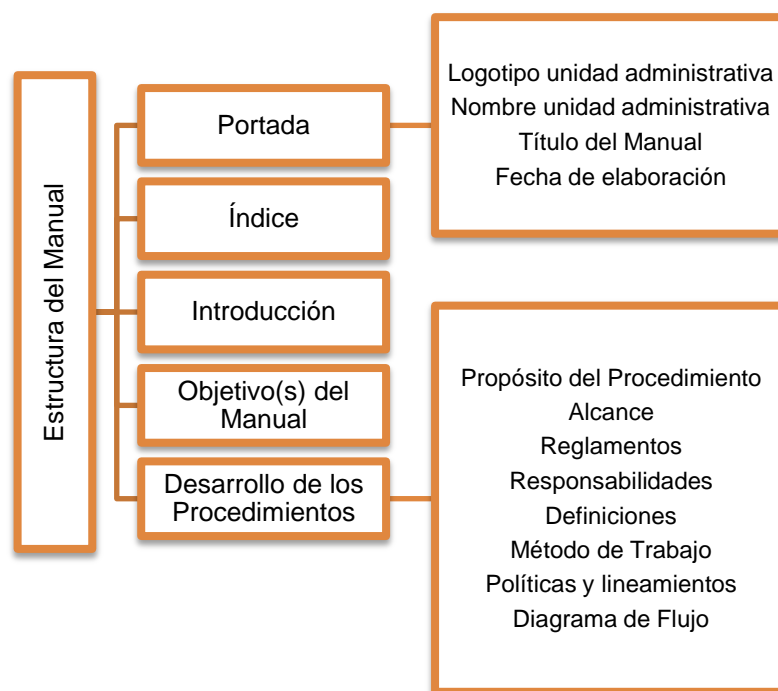 Estructura del Manual
Portada
Logotipo unidad administrativa
Nombre unidad administrativa
Título del Manual
Fecha de elaboración
Índice
Introducción
Objetivo(s) del
Manual
Desarrollo de los
Procedimientos
Propósito del Procedimiento
Alcance
Reglamentos
Responsabilidades
Definiciones
Método de Trabajo
Políticas y lineamientos
Diagrama de Flujo